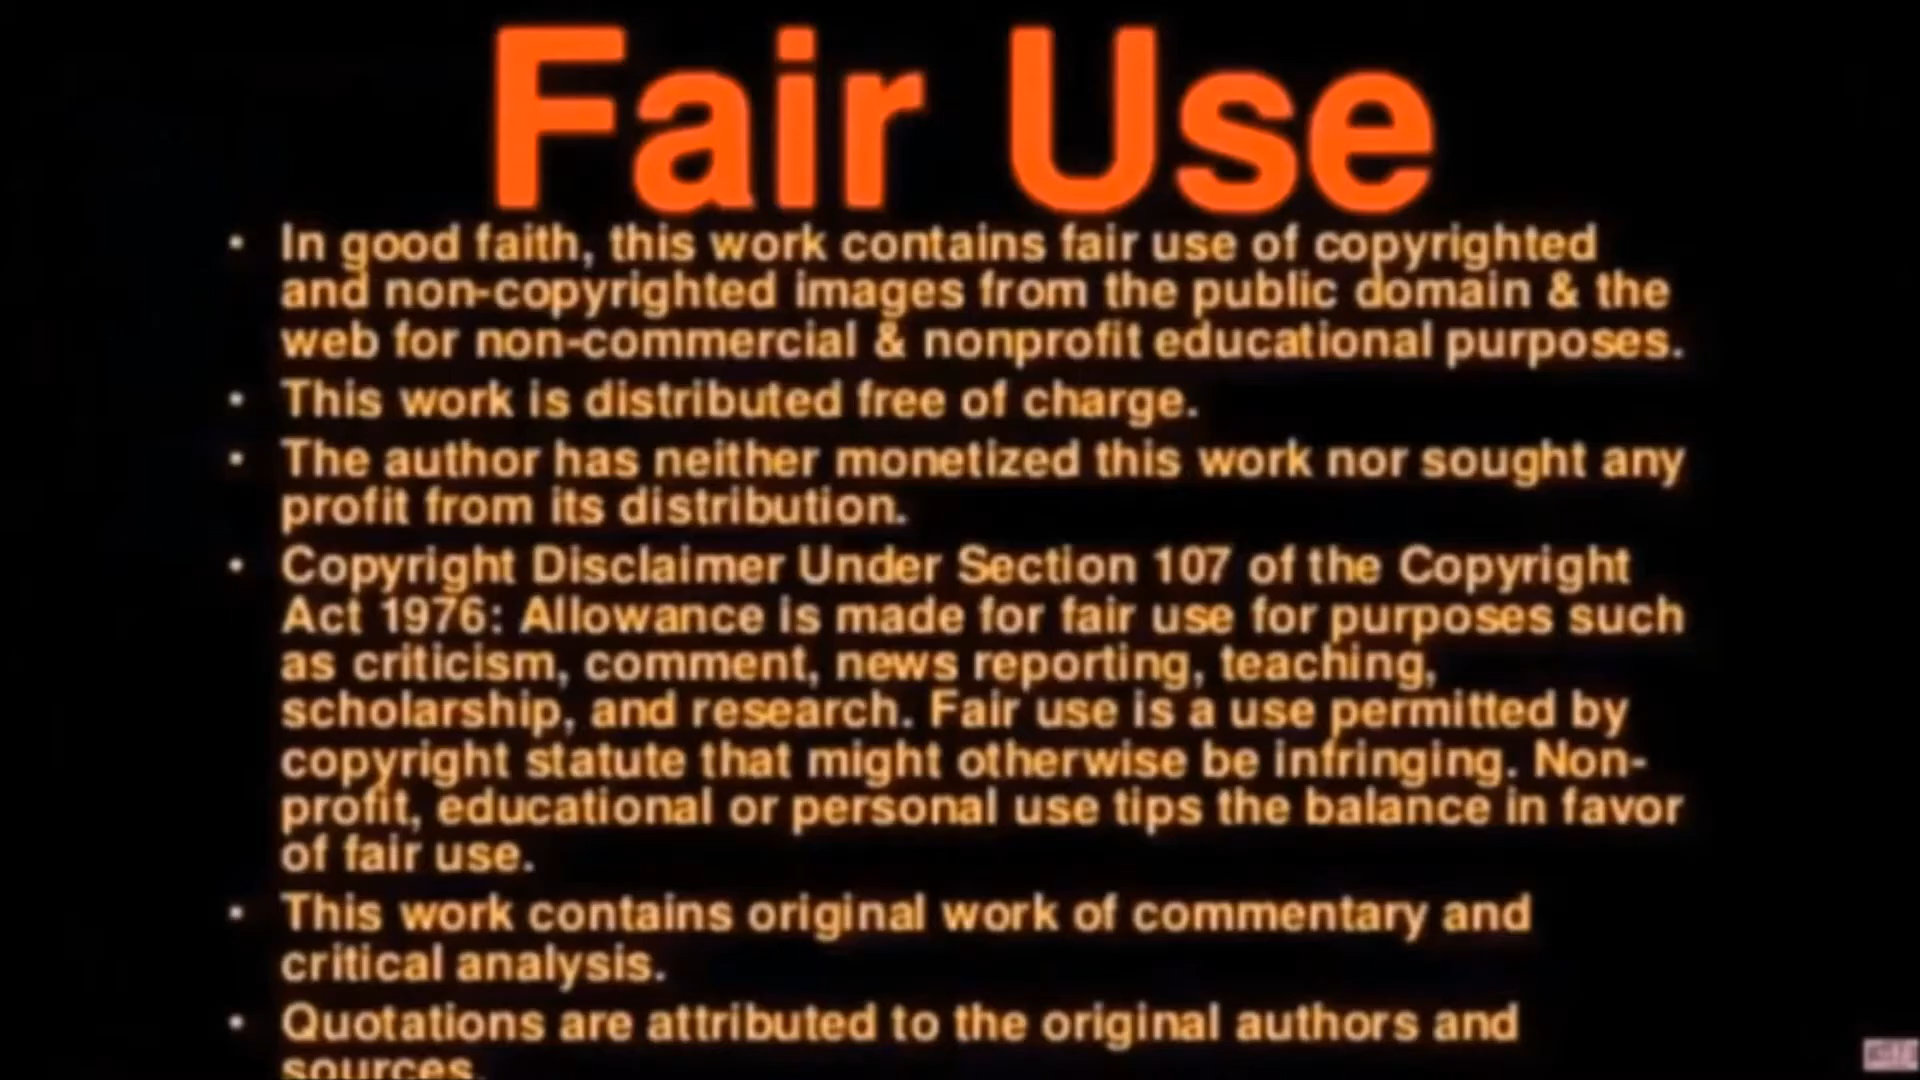 Fair Use
• In good faith, this work contains fair use of copyrighted
and non-copyrighted images from the public domain & the
web for non-commercial & nonprofit educational purposes.
• This work is distributed free of charge.
• The author has neither monetized this work nor sought any
profit from its distribution.
• Copyright Disclaimer Under Section 107 of the Copyright
Act 1976: Allowance is made for fair use for purposes such
as criticism, comment, news reporting, teaching,
scholarship, and research. Fair use is a use permitted by
copyright statute that might otherwise be infringing. Non-
profit, educational or personal use tips the balance in favor
of fair use.
• This work contains original work of commentary and
critical analysis.
• Quotations are attributed to the original authors and
sources.